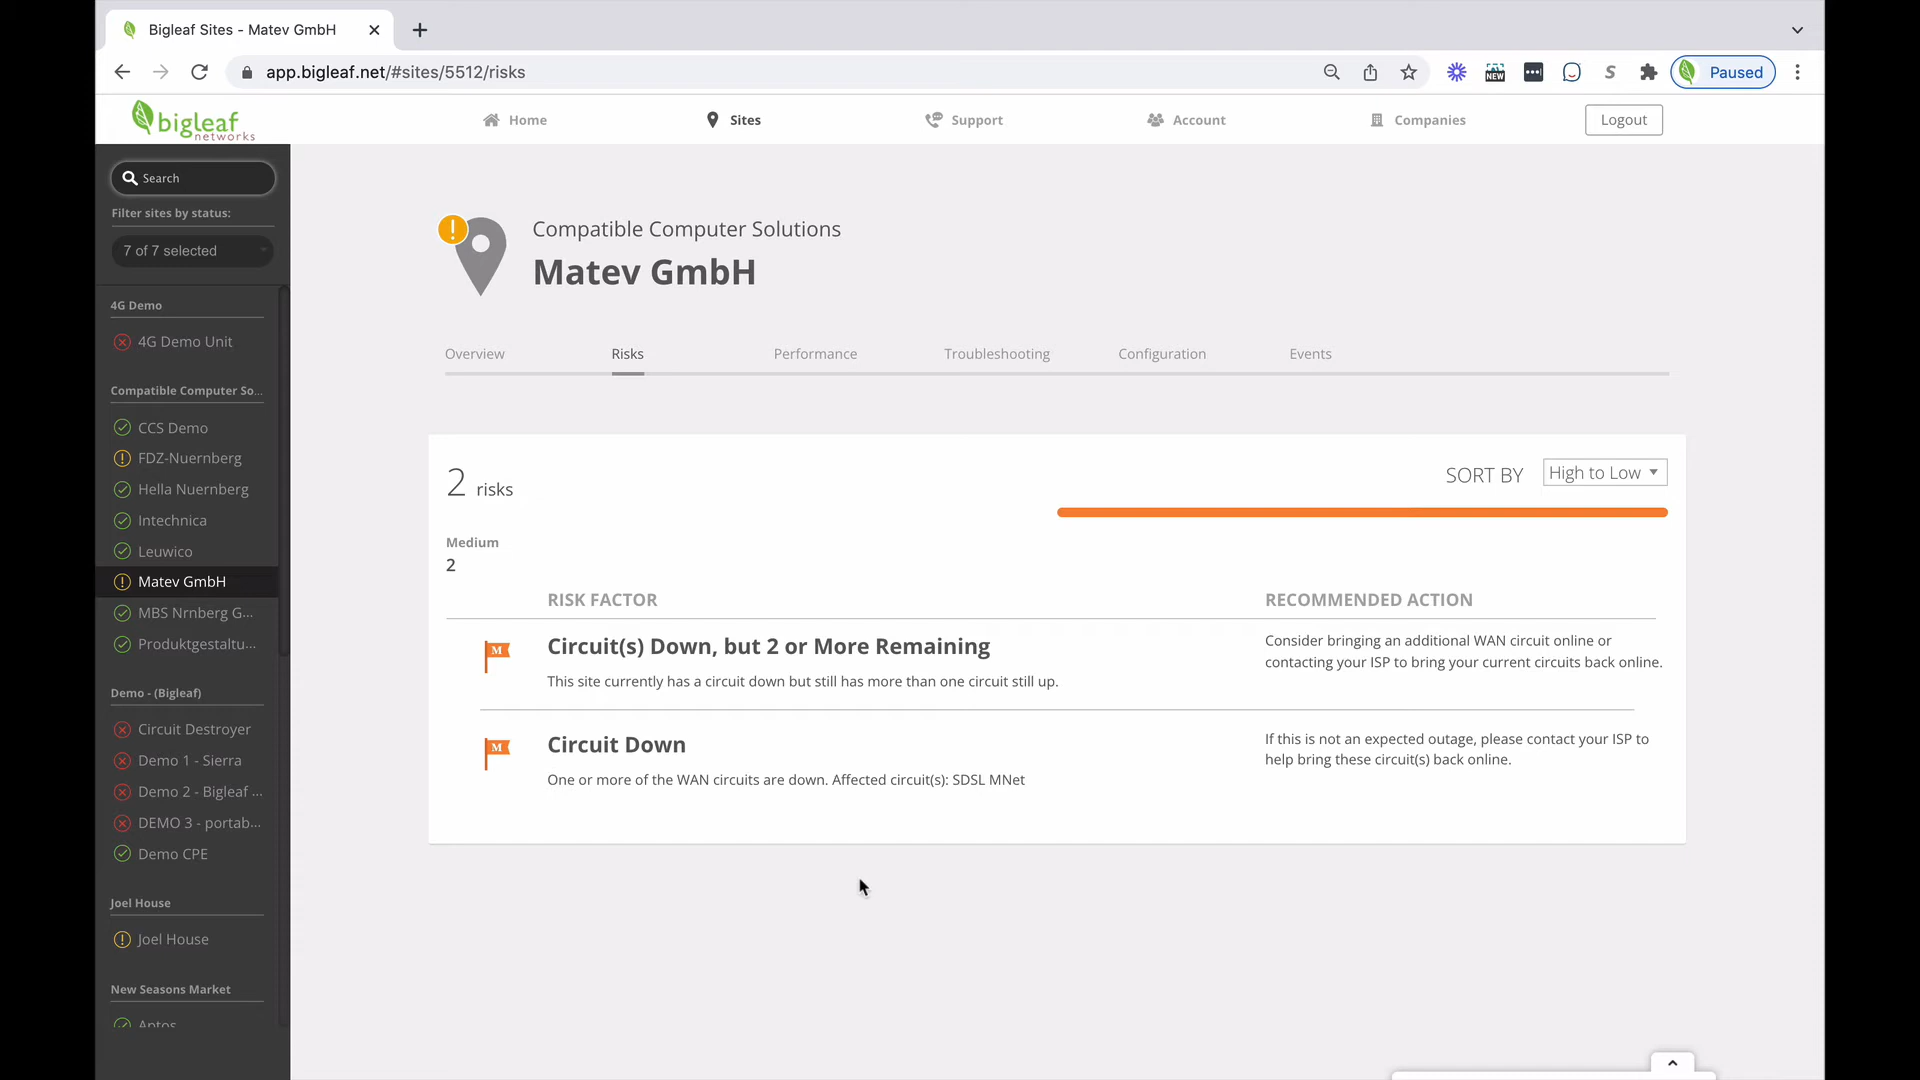 Bigleaf Sites - Matev GmbH
app.bigleaf.net/#sites/5512/risks
NEW
S
Paused
bigleaf
networks
Home
Sites
Support
Account
Companies
Logout
Search
Filter sites by status:
7 of 7 selected
4G Demo
4G Demo Unit
Compatible Computer So...
CCS Demo
FDZ-Nuernberg
Hella Nuernberg
Intechnica
Leuwico
Matev GmbH
MBS Nrnberg G...
Produktgestaltu...
Demo - (Bigleaf)
Circuit Destroyer
Demo 1 - Sierra
Demo 2 - Bigleaf ...
DEMO 3 - portab...
Demo CPE
Joel House
Joel House
New Seasons Market
Aptos
Compatible Computer Solutions
Matev GmbH
Overview
Risks
Performance
Troubleshooting
Configuration
Events
2 risks
SORT BY
High to Low
Medium
2
RISK FACTOR
RECOMMENDED ACTION
M
Circuit(s) Down, but 2 or More Remaining
This site currently has a circuit down but still has more than one circuit still up.
Consider bringing an additional WAN circuit online or
contacting your ISP to bring your current circuits back online.
M
Circuit Down
One or more of the WAN circuits are down. Affected circuit(s): SDSL MNet
If this is not an expected outage, please contact your ISP to
help bring these circuit(s) back online.